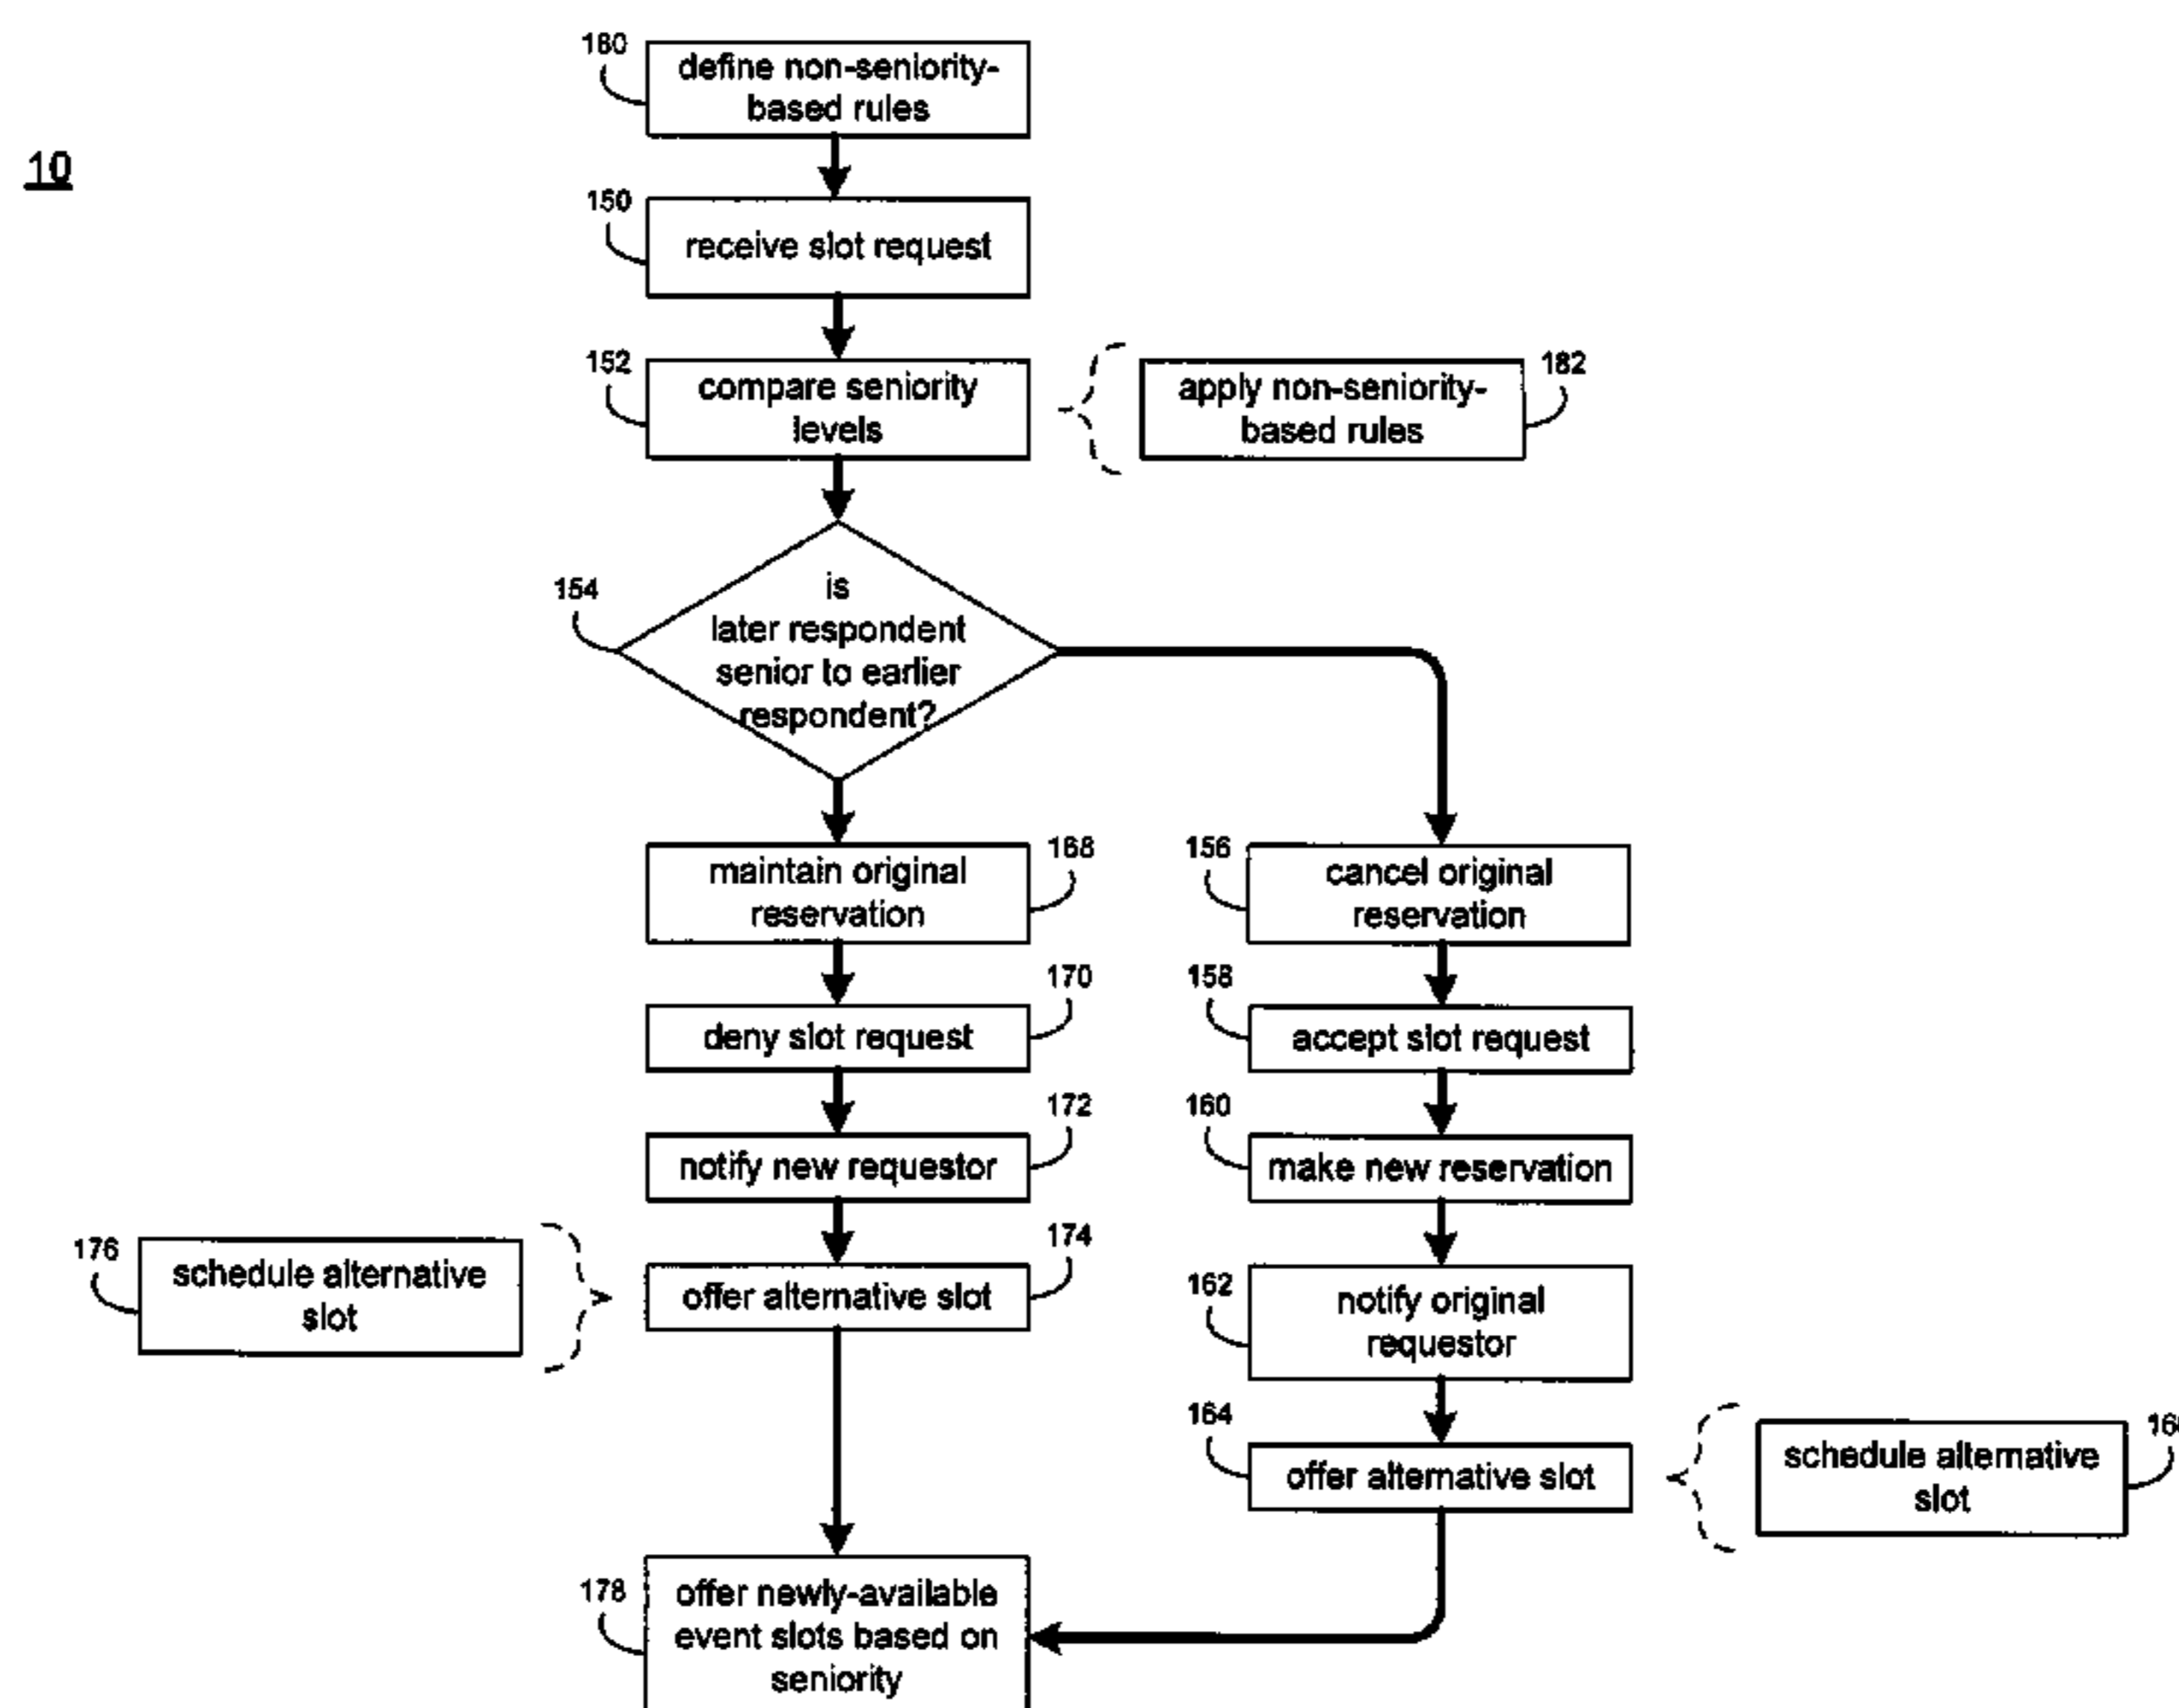 180
define non-seniority-
based rules
10
150
receive slot request
152
compare seniority
levels
apply non-seniority-
based rules
182
154
is
later respondent
senior to earlier
respondent?
168
maintain original
reservation
156
cancel original
reservation
170
deny slot request
158
accept slot request
172
notify new requestor
160
make new reservation
176
schedule alternative
slot
174
offer alternative slot
162
notify original
requestor
164
offer alternative slot
schedule alternative
slot
178
offer newly-available
event slots based on
seniority